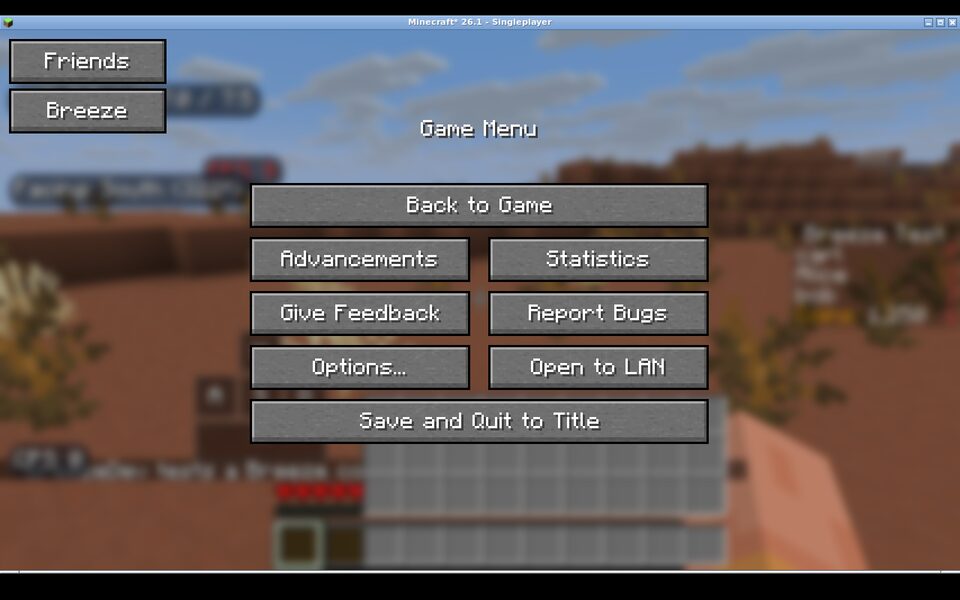 Minecraft* 26.1 - Singleplayer
Friends
Breeze
Game Menu
Back to Game
Advancements
Statistics
Give Feedback
Report Bugs
Options...
Open to LAN
Save and Quit to Title